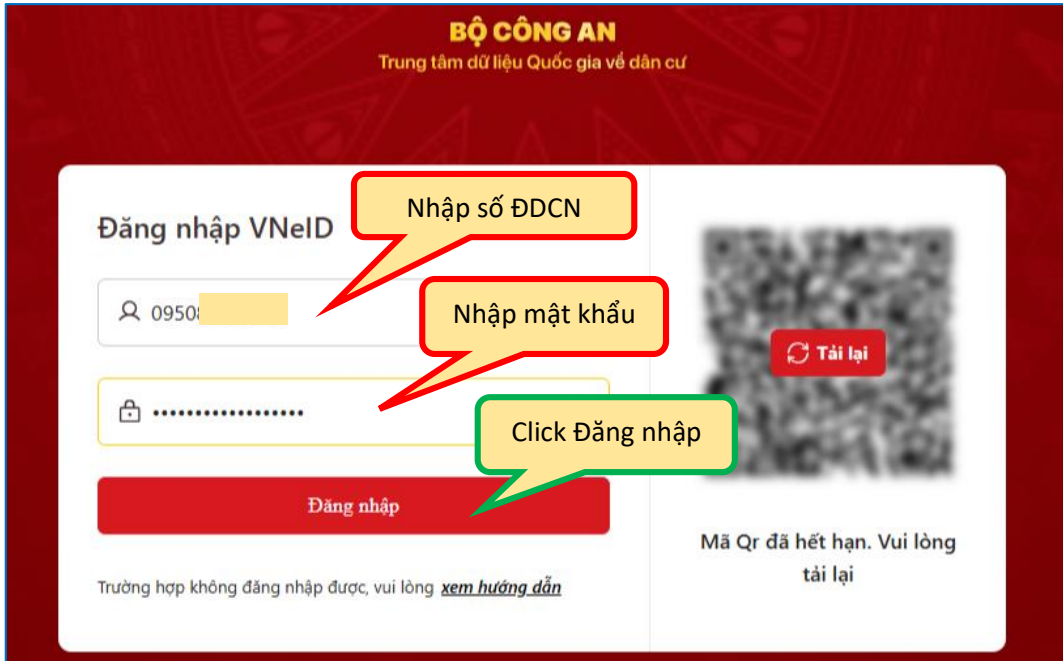 BỘ CÔNG AN
Trung tâm dữ liệu Quốc gia về dân cư
Đăng nhập VNeID
Nhập số ĐDCN
0950
Nhập mật khẩu
Click Đăng nhập
Đăng nhập
Trường hợp không đăng nhập được, vui lòng xem hướng dẫn
Tải lại
Mã Qr đã hết hạn. Vui lòng
tải lại